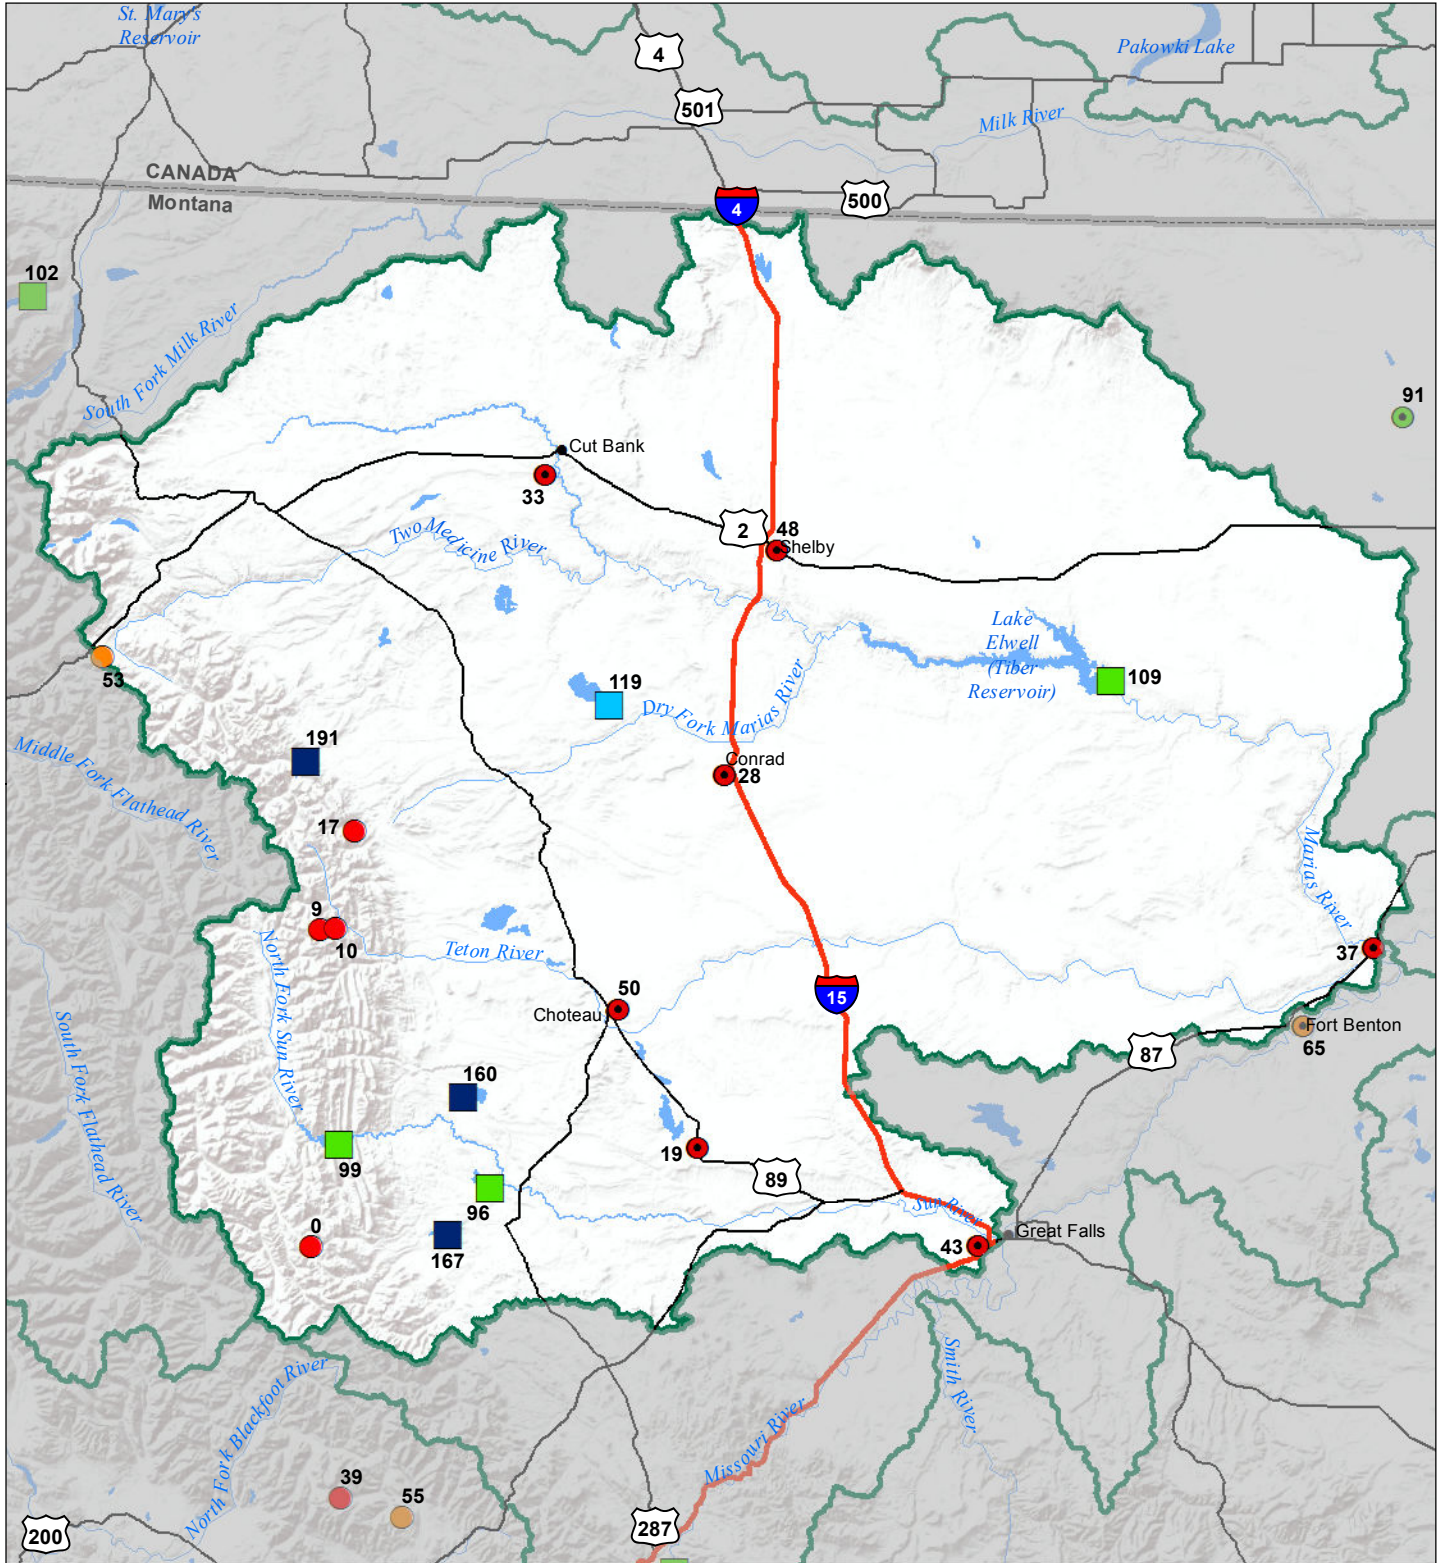 St. Mary's
Reservoir
4
Pakowki Lake
501
Milk River
CANADA
Montana
4
500
102
South Fork Milk River
91
Cut Bank
33
2
48
Shelby
Two Medicine River
Lake
Elwell
(Tiber
Reservoir)
53
119
109
Dry Fork Marias River
191
Middle Fork Flathead River
Conrad
28
17
Marias River
9
10
North Fork Sun River
Teton River
37
50
15
Choteau
Fort Benton
65
87
South Fork Flathead River
160
99
19
89
96
Sun River
0
167
43
Great Falls
Smith River
North Fork Blackfoot River
Missouri River
39
55
200
287